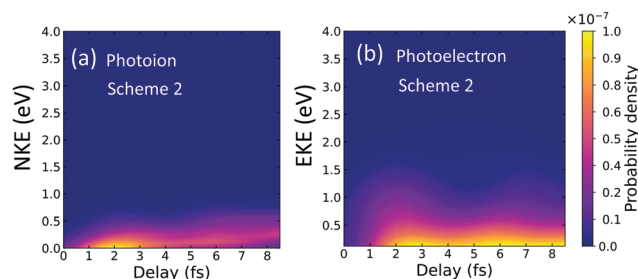 ×10⁻⁷
(a) Photoion
Scheme 2
NKE (eV)
4.0
3.5
3.0
2.5
2.0
1.5
1.0
0.5
0.0
0 1 2 3 4 5 6 7 8
Delay (fs)
(b) Photoelectron
Scheme 2
EKE (eV)
4.0
3.5
3.0
2.5
2.0
1.5
1.0
0.5
0 1 2 3 4 5 6 7 8
Delay (fs)
1.0
0.9
0.8
0.7
0.6
0.5
0.4
0.3
0.2
0.1
0.0
Probability density